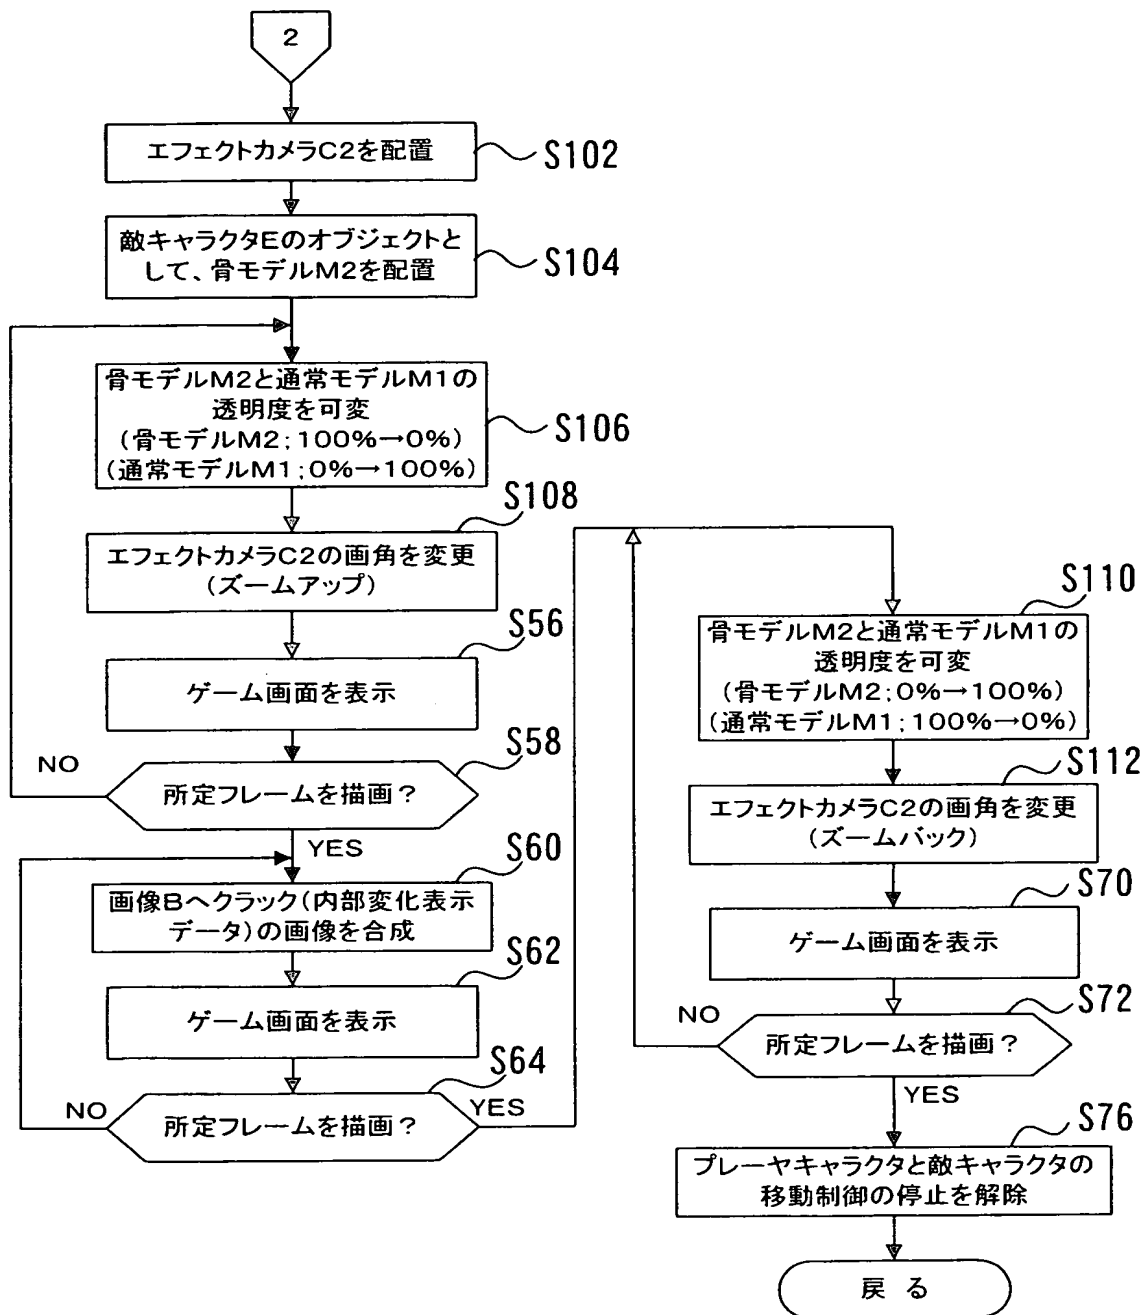 2
エフェクトカメラC2を配置
S102
敵キャラクタEのオブジェクトと
して、骨モデルM2を配置
S104
骨モデルM2と通常モデルM1の
透明度を可変
(骨モデルM2;100%→0%)
(通常モデルM1;0%→100%)
S106
S108
エフェクトカメラC2の画角を変更
(ズームアップ)
S56
ゲーム画面を表示
S58
NO
所定フレームを描画?
YES
S60
画像Bへクラック(内部変化表示
データ)の画像を合成
S62
ゲーム画面を表示
S64
NO
所定フレームを描画?
YES
S110
骨モデルM2と通常モデルM1の
透明度を可変
(骨モデルM2;0%→100%)
(通常モデルM1;100%→0%)
S112
エフェクトカメラC2の画角を変更
(ズームバック)
S70
ゲーム画面を表示
S72
NO
所定フレームを描画?
YES
S76
プレーヤキャラクタと敵キャラクタの
移動制御の停止を解除
戻る